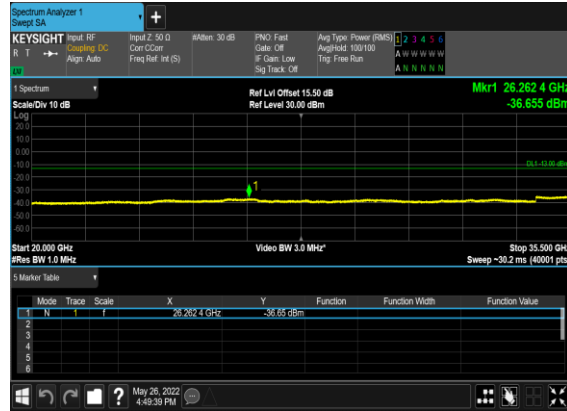 Spectrum Analyzer 1
Swept SA
+
KEYSIGHT Input: RF Input Z: 50 Ω #Atten: 30 dB PNO: Fast Avg Type: Power (RMS) 1 2 3 4 5 6
R T Coupling: DC Corr CCorr Gate: Off Avg|Hold: 100/100 A W W W W W
Align: Auto Freq Ref: Int (S) IF Gain: Low Trig: Free Run
Sig Track: Off A N N N N N
1 Spectrum Ref Lvl Offset 15.50 dB Mkr1 26.262 4 GHz
Scale/Div 10 dB Ref Level 30.00 dBm -36.655 dBm
Log
20.0
10.0
0.00
-10.0 DL1 -13.00 dBm
-20.0
-30.0
-40.0
-50.0
-60.0
1
Start 20.000 GHz Video BW 3.0 MHz* Stop 35.500 GHz
#Res BW 1.0 MHz Sweep ~30.2 ms (40001 pts)
5 Marker Table
Mode Trace Scale X Y Function Function Width Function Value
1 N 1 f 26.262 4 GHz -36.65 dBm
2
3
4
5
6
? May 26, 2022
4:49:39 PM